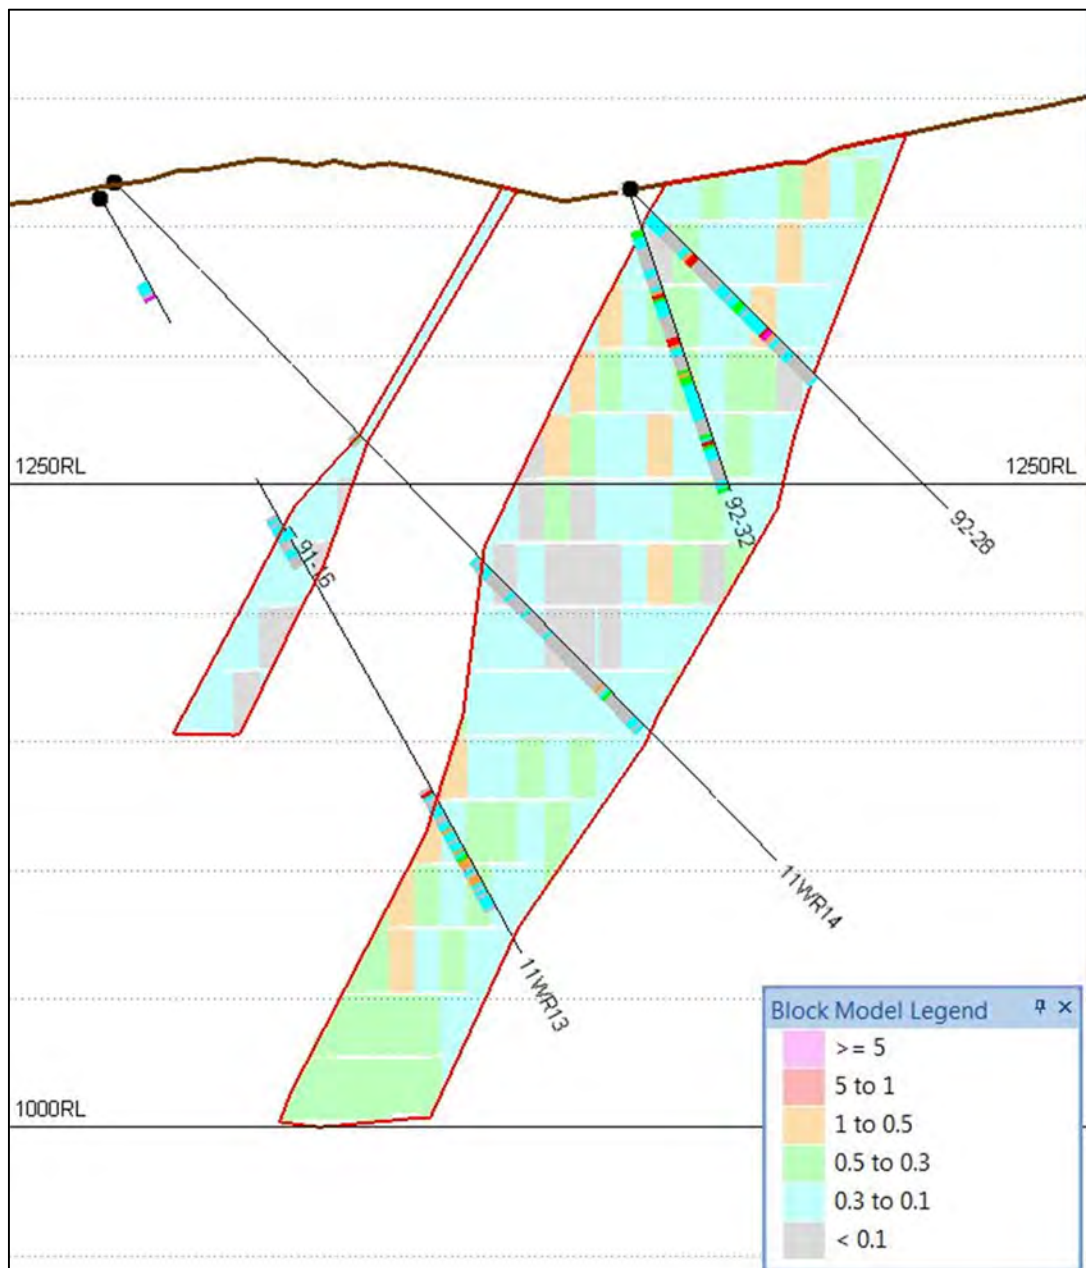 1250RL
1250RL
92-32
92-28
91-16
11WR14
11WR13
1000RL
Block Model Legend
>= 5
5 to 1
1 to 0.5
0.5 to 0.3
0.3 to 0.1
< 0.1